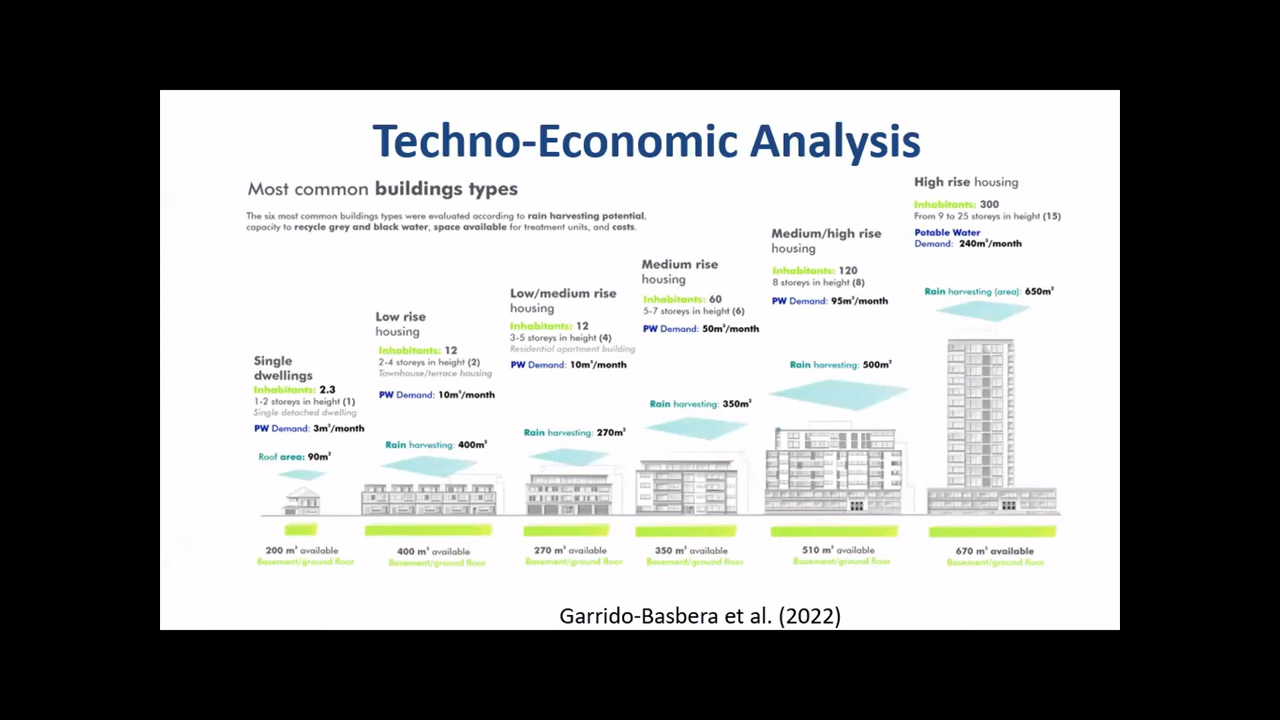 Techno-Economic Analysis
Most common buildings types
The six most common buildings types were evaluated according to rain harvesting potential,
capacity to recycle grey and black water, space available for treatment units, and costs.
Single
dwellings
Inhabitants: 2.3
1-2 storeys in height (1)
Single detached dwelling
PW Demand: 3m³/month
Roof area: 90m²
200 m² available
Basement/ground floor
Low rise
housing
Inhabitants: 12
2-4 storeys in height (2)
Townhouse/terrace housing
PW Demand: 10m³/month
Rain harvesting: 400m²
400 m² available
Basement/ground floor
Low/medium rise
housing
Inhabitants: 12
3-5 storeys in height (4)
Residential apartment building
PW Demand: 10m³/month
Rain harvesting: 270m²
270 m² available
Basement/ground floor
Medium rise
housing
Inhabitants: 60
5-7 storeys in height (6)
PW Demand: 50m³/month
Rain harvesting: 350m²
350 m² available
Basement/ground floor
Medium/high rise
housing
Inhabitants: 120
8 storeys in height (8)
PW Demand: 95m³/month
Rain harvesting: 500m²
510 m² available
Basement/ground floor
High rise housing
Inhabitants: 300
From 9 to 25 storeys in height (15)
Potable Water
Demand: 240m³/month
Rain harvesting (area): 650m²
670 m² available
Basement/ground floor
Garrido-Basbera et al. (2022)